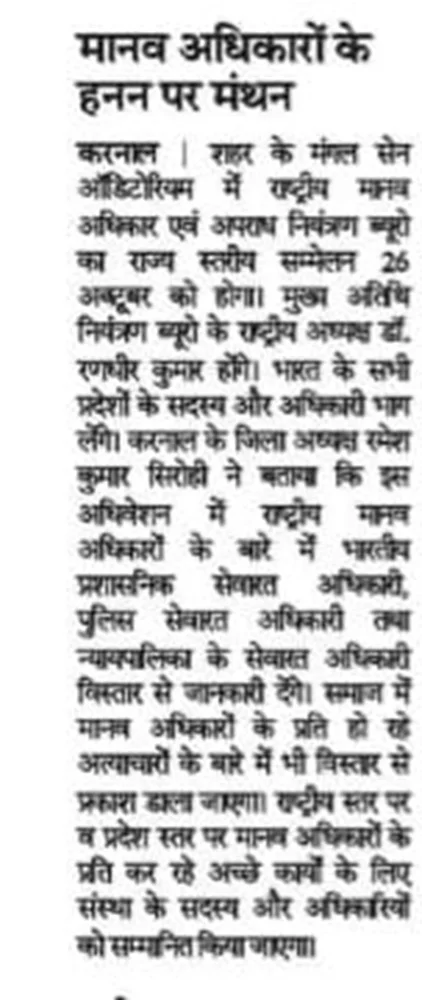 मानव अधिकारों के
हनन पर मंथन
करनाल | शहर के मंगल सेन
ऑडिटोरियम में राष्ट्रीय मानव
अधिकार एवं अपराध नियंत्रण ब्यूरो
का राज्य स्तरीय सम्मेलन 26
अक्टूबर को होगा। मुख्य अतिथि
नियंत्रण ब्यूरो के राष्ट्रीय अध्यक्ष डॉ.
रणधीर कुमार होंगे। भारत के सभी
प्रदेशों के सदस्य और अधिकारी भाग
लेंगे। करनाल के जिला अध्यक्ष रमेश
कुमार सिरोही ने बताया कि इस
अधिवेशन में राष्ट्रीय मानव
अधिकारों के बारे में भारतीय
प्रशासनिक सेवारत अधिकारी,
पुलिस सेवारत अधिकारी तथा
न्यायपालिका के सेवारत अधिकारी
विस्तार से जानकारी देंगे। समाज में
मानव अधिकारों के प्रति हो रहे
अत्याचारों के बारे में भी विस्तार से
प्रकाश डाला जाएगा। राष्ट्रीय स्तर पर
व प्रदेश स्तर पर मानव अधिकारों के
प्रति कर रहे अच्छे कार्यों के लिए
संस्था के सदस्य और अधिकारियों
को सम्मानित किया जाएगा।